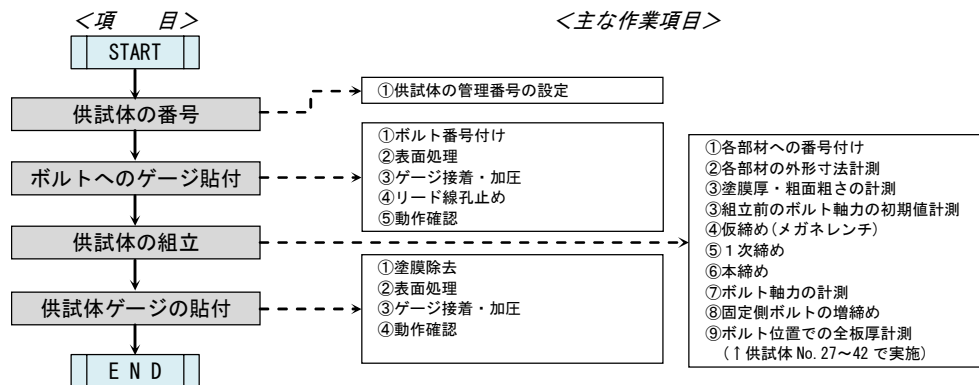 ＜項　　目＞
＜主な作業項目＞
START
供試体の番号
①供試体の管理番号の設定
ボルトへのゲージ貼付
①ボルト番号付け
②表面処理
③ゲージ接着・加圧
④リード線孔止め
⑤動作確認
供試体の組立
①各部材への番号付け
②各部材の外形寸法計測
③塗膜厚・粗面粗さの計測
③組立前のボルト軸力の初期値計測
④仮締め(メガネレンチ)
⑤１次締め
⑥本締め
⑦ボルト軸力の計測
⑧固定側ボルトの増締め
⑨ボルト位置での全板厚計測
(↑供試体No.27～42で実施)
供試体ゲージの貼付
①塗膜除去
②表面処理
③ゲージ接着・加圧
④動作確認
ＥＮＤ